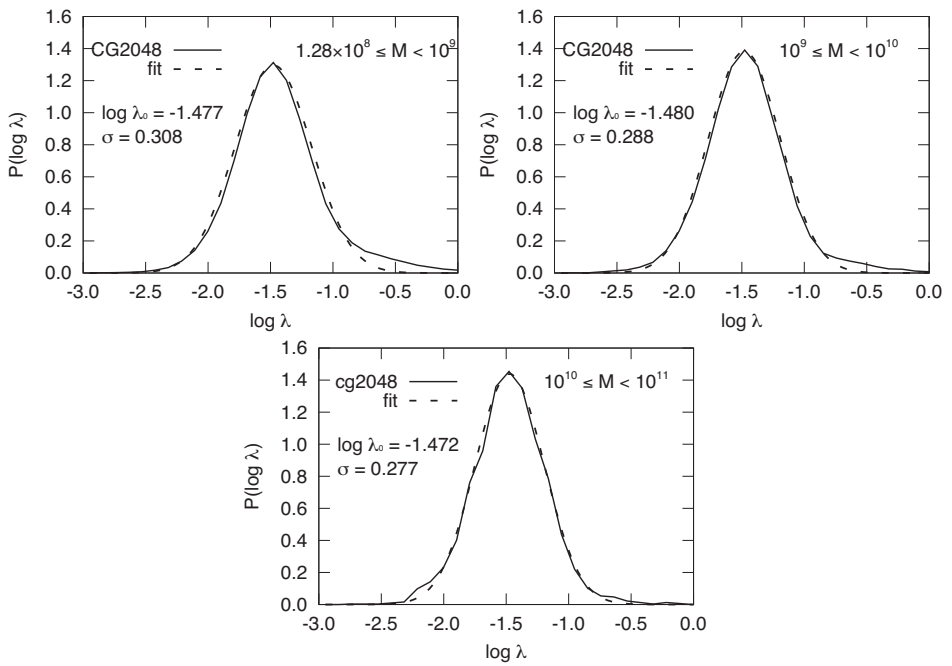 1.6
1.4
1.2
1.0
0.8
0.6
0.4
0.2
0.0
P(log λ)
CG2048
fit
1.28×10⁸ ≤ M < 10⁹
log λ₀ = -1.477
σ = 0.308
-3.0 -2.5 -2.0 -1.5 -1.0 -0.5 0.0
log λ
1.6
1.4
1.2
1.0
0.8
0.6
0.4
0.2
0.0
P(log λ)
CG2048
fit
10⁹ ≤ M < 10¹⁰
log λ₀ = -1.480
σ = 0.288
-3.0 -2.5 -2.0 -1.5 -1.0 -0.5 0.0
log λ
1.6
1.4
1.2
1.0
0.8
0.6
0.4
0.2
0.0
P(log λ)
cg2048
fit
10¹⁰ ≤ M < 10¹¹
log λ₀ = -1.472
σ = 0.277
-3.0 -2.5 -2.0 -1.5 -1.0 -0.5 0.0
log λ